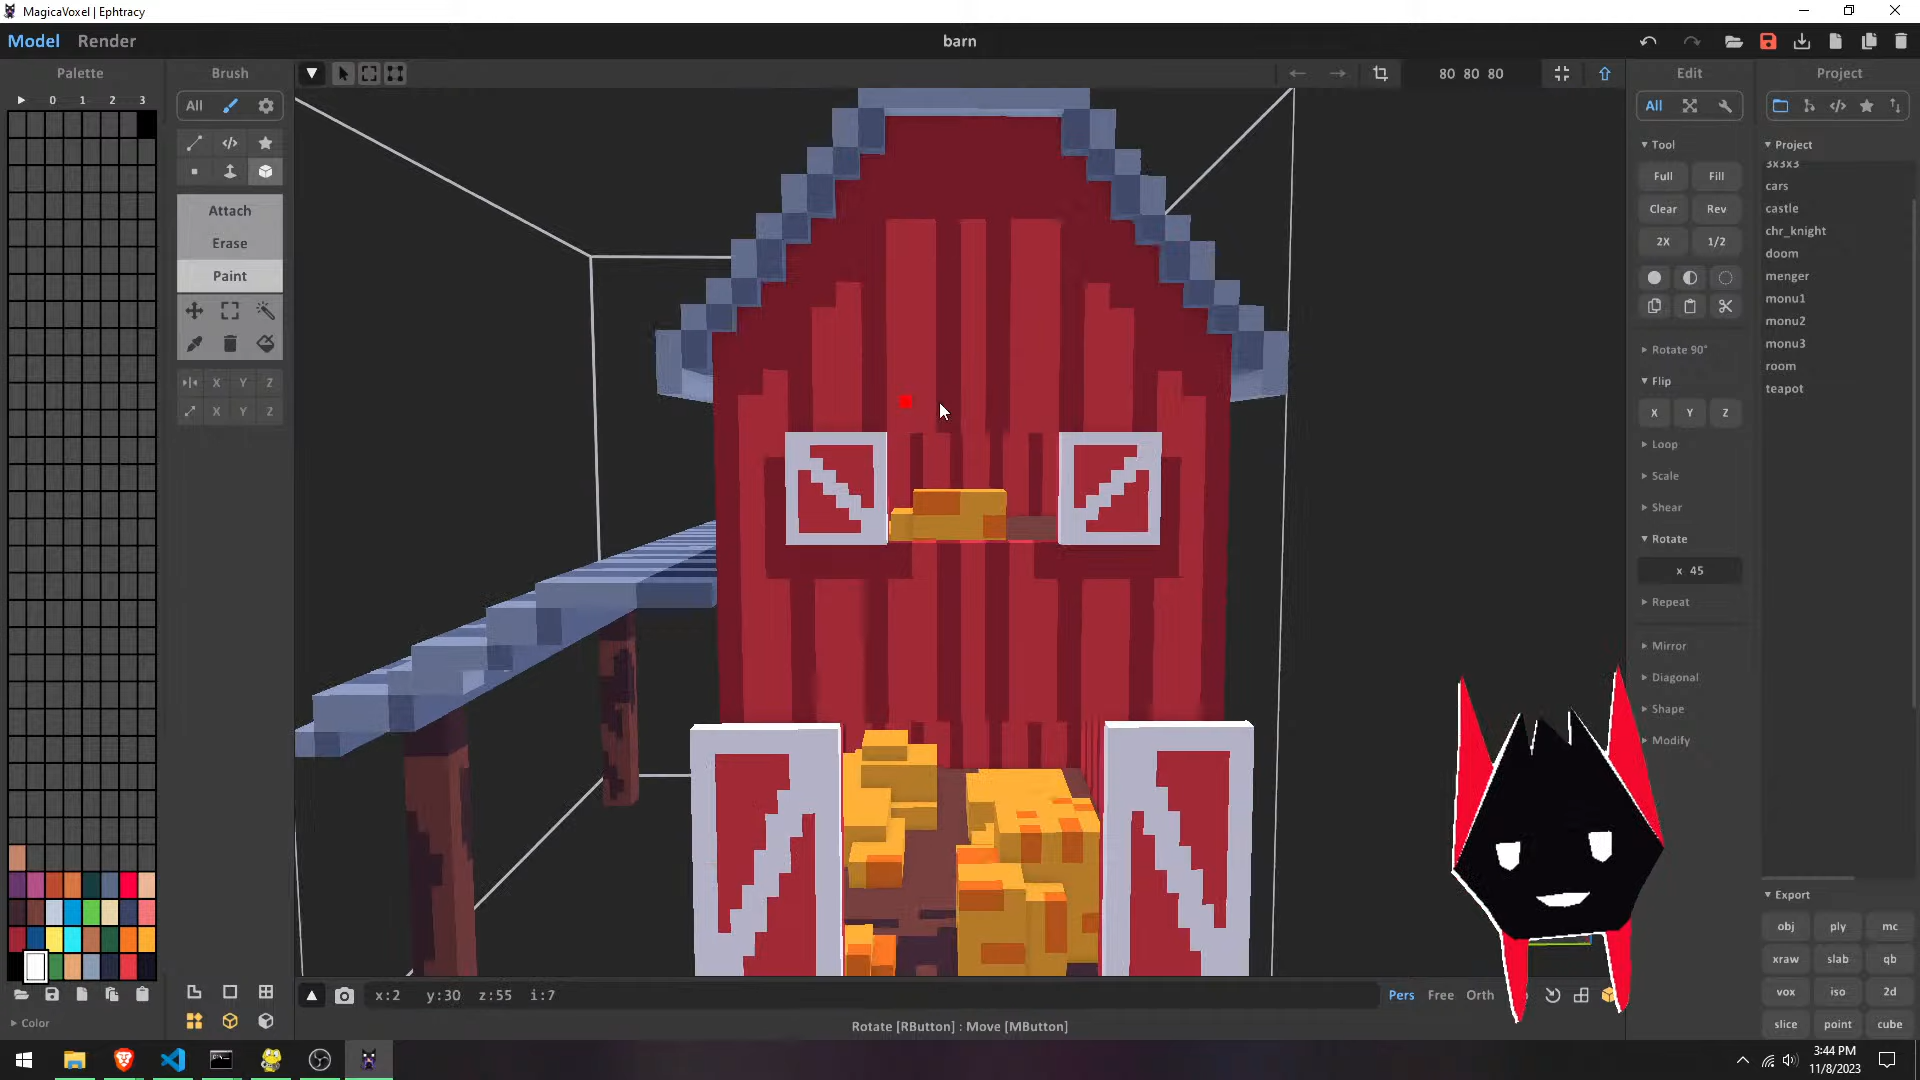 MagicaVoxel | Ephtracy
Model Render
barn
Palette
Brush
80 80 80
Edit
Project
0 1 2 3
All
All
Tool
Project
Attach
Erase
Paint
X Y Z
X Y Z
Full Fill
Clear Rev
2X 1/2
Rotate 90°
Flip
X Y Z
Loop
Scale
Shear
Rotate
x 45
Repeat
Mirror
Diagonal
Shape
Modify
3x3x3
cars
castle
chr_knight
doom
menger
monu1
monu2
monu3
room
teapot
Export
obj ply mc
xraw slab qb
vox iso 2d
slice point cube
Color
x:2 y:30 z:55 i:7
Pers Free Orth
Rotate [RButton] : Move [MButton]
3:44 PM
11/8/2023